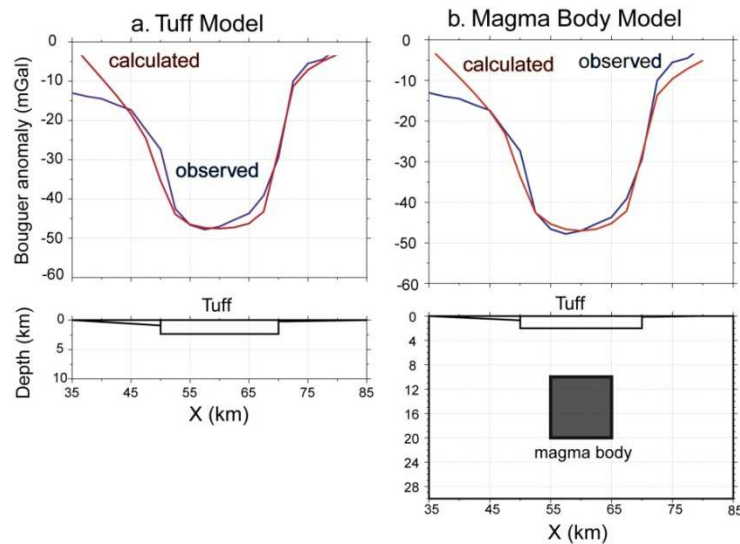 a. Tuff Model
b. Magma Body Model
Bouguer anomaly (mGal)
0
-10
-20
-30
-40
-50
-60
calculated
observed
0
-10
-20
-30
-40
-50
-60
calculated
observed
Tuff
Depth (km)
0
5
10
35
45
55
65
75
85
X (km)
Tuff
0
4
8
12
16
20
24
28
magma body
35
45
55
65
75
85
X (km)